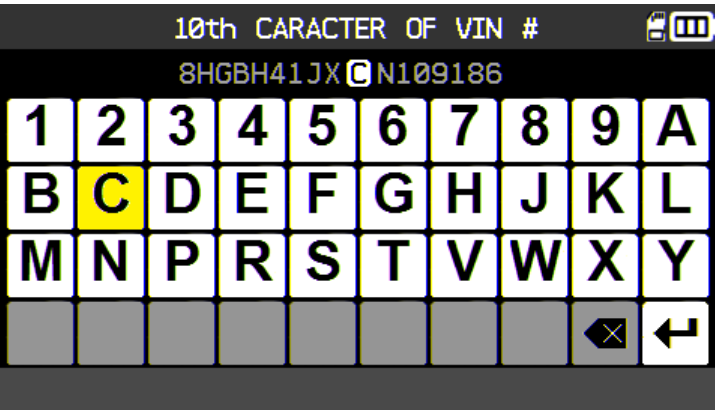 10th CARACTER OF VIN #
8HGBH41JXCN109186
1 2 3 4 5 6 7 8 9 A
B C D E F G H J K L
M N P R S T V W X Y